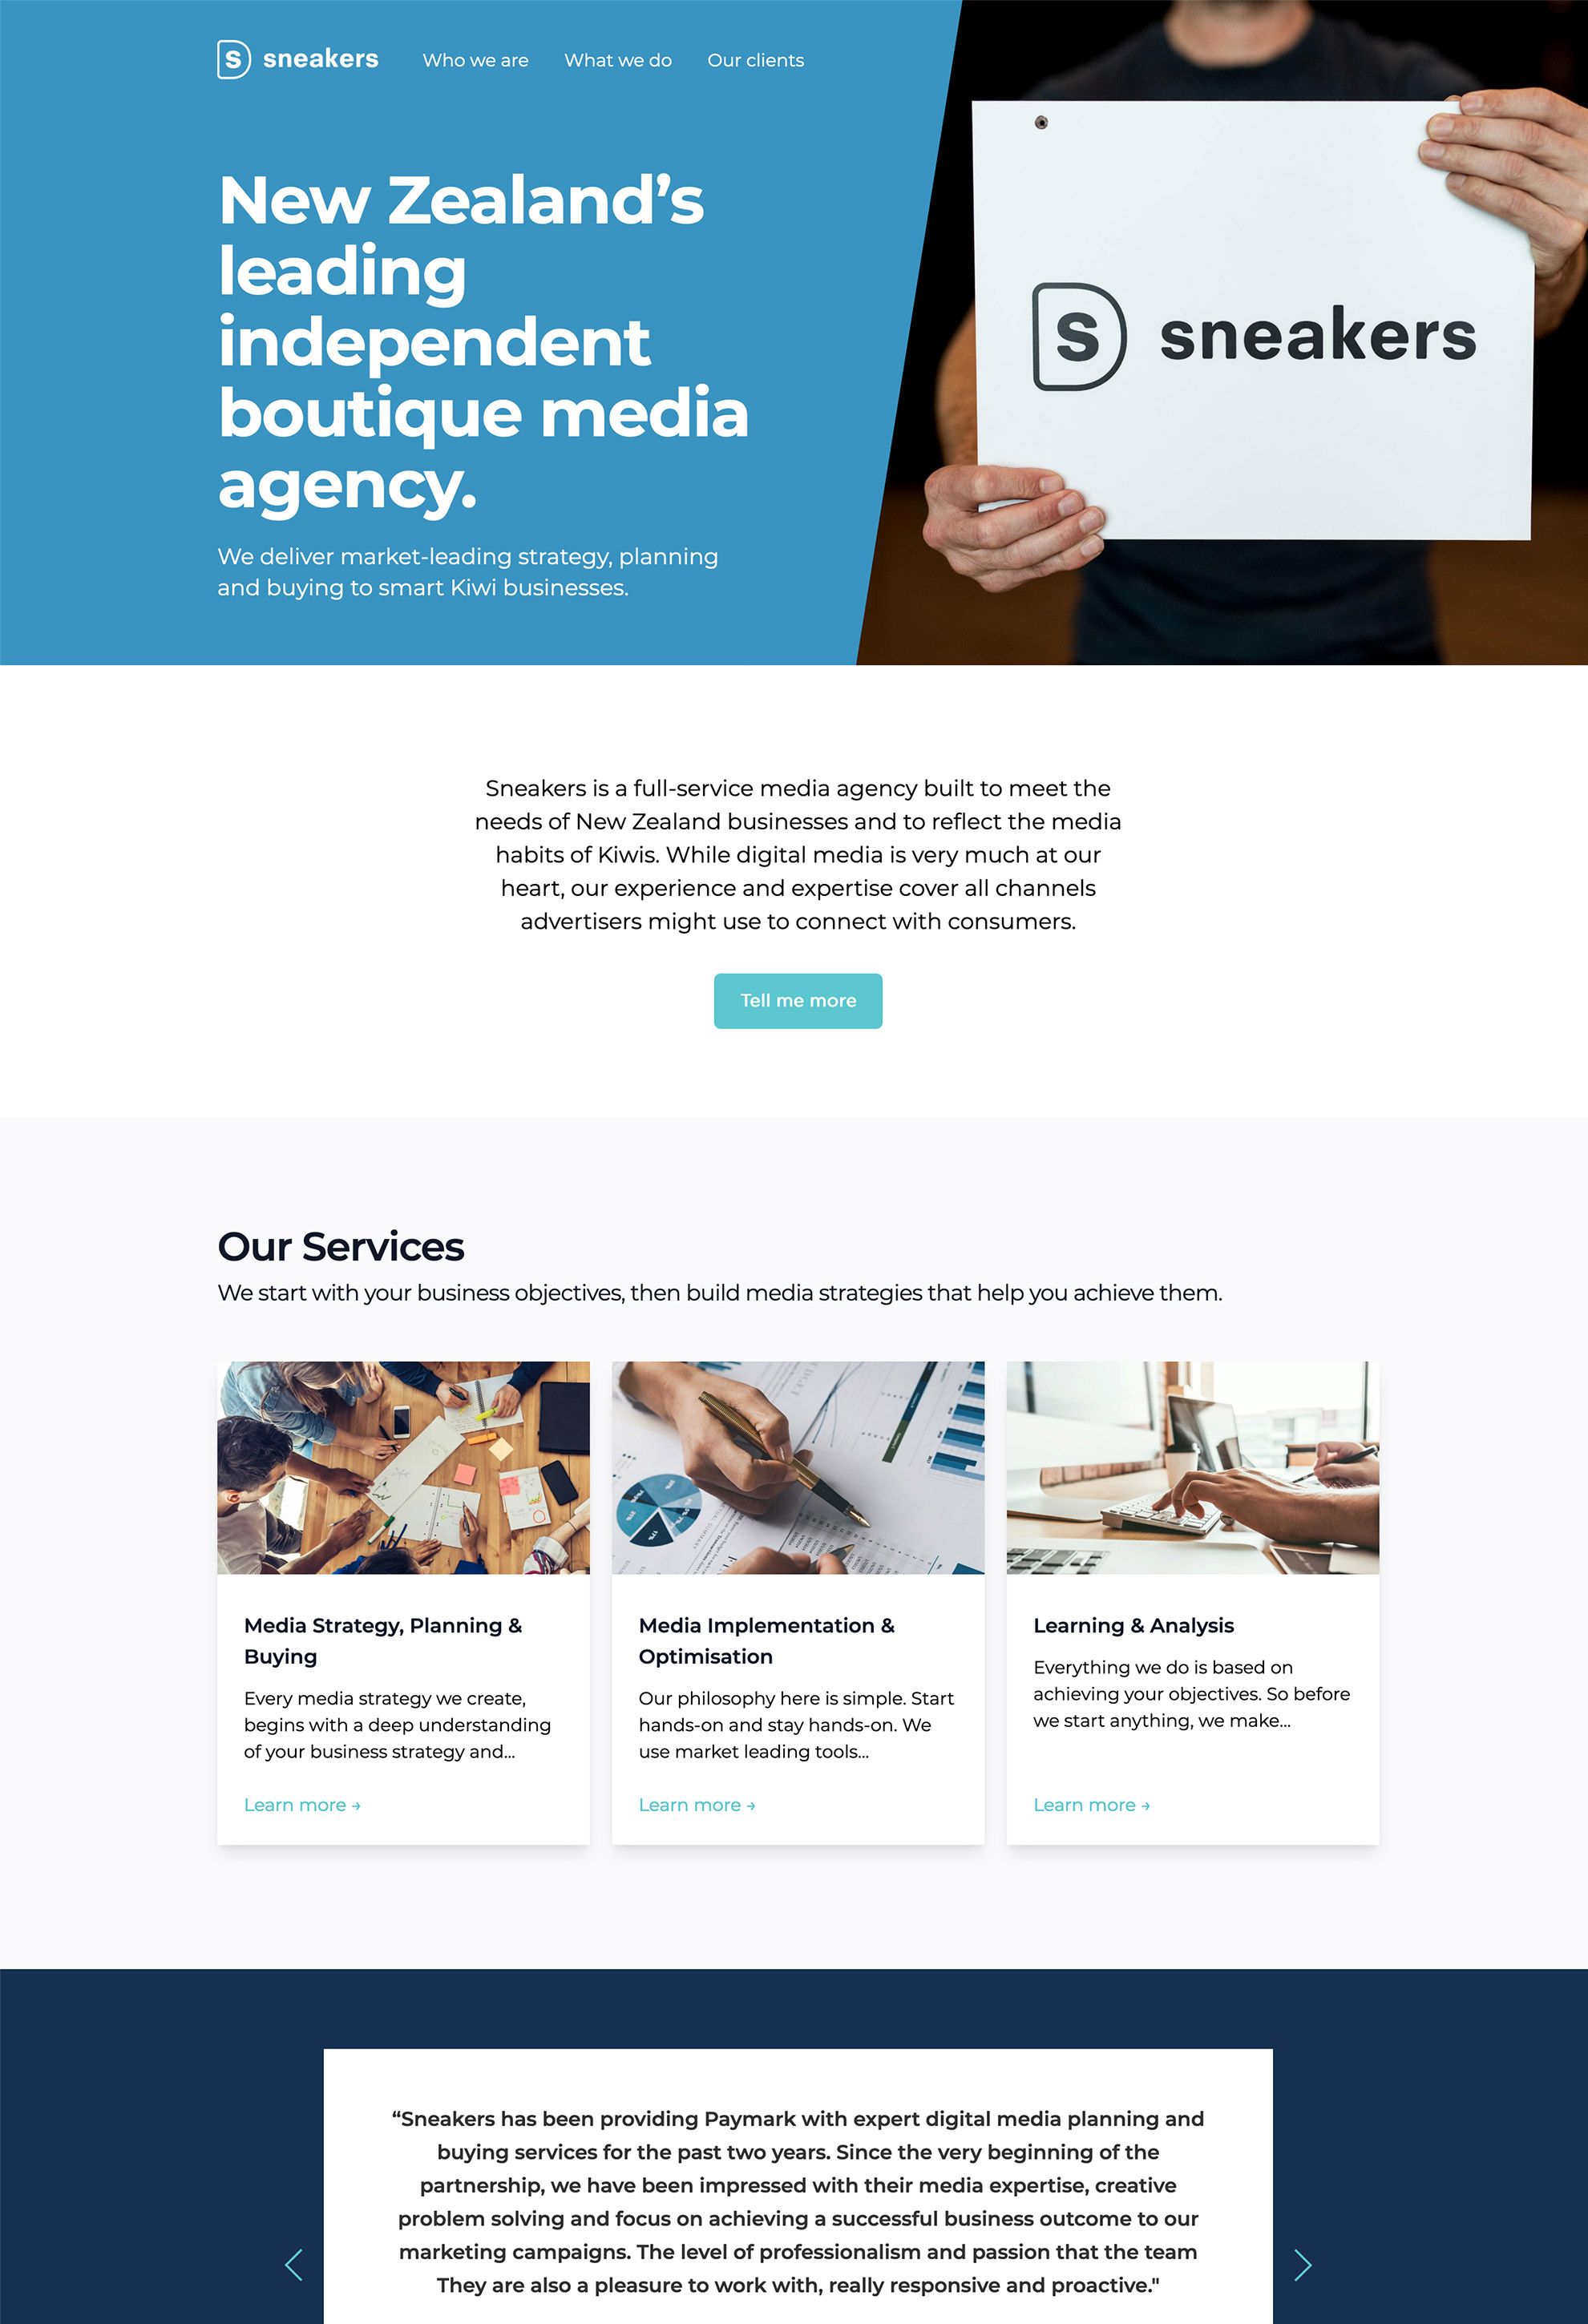 S sneakers
Who we are
What we do
Our clients
S sneakers
New Zealand’s
leading
independent
boutique media
agency.
We deliver market-leading strategy, planning
and buying to smart Kiwi businesses.
Sneakers is a full-service media agency built to meet the
needs of New Zealand businesses and to reflect the media
habits of Kiwis. While digital media is very much at our
heart, our experience and expertise cover all channels
advertisers might use to connect with consumers.
Tell me more
Our Services
We start with your business objectives, then build media strategies that help you achieve them.
Media Strategy, Planning &
Buying
Every media strategy we create,
begins with a deep understanding
of your business strategy and...
Learn more →
Media Implementation &
Optimisation
Our philosophy here is simple. Start
hands-on and stay hands-on. We
use market leading tools...
Learn more →
Learning & Analysis
Everything we do is based on
achieving your objectives. So before
we start anything, we make...
Learn more →
“Sneakers has been providing Paymark with expert digital media planning and
buying services for the past two years. Since the very beginning of the
partnership, we have been impressed with their media expertise, creative
problem solving and focus on achieving a successful business outcome to our
marketing campaigns. The level of professionalism and passion that the team
They are also a pleasure to work with, really responsive and proactive."